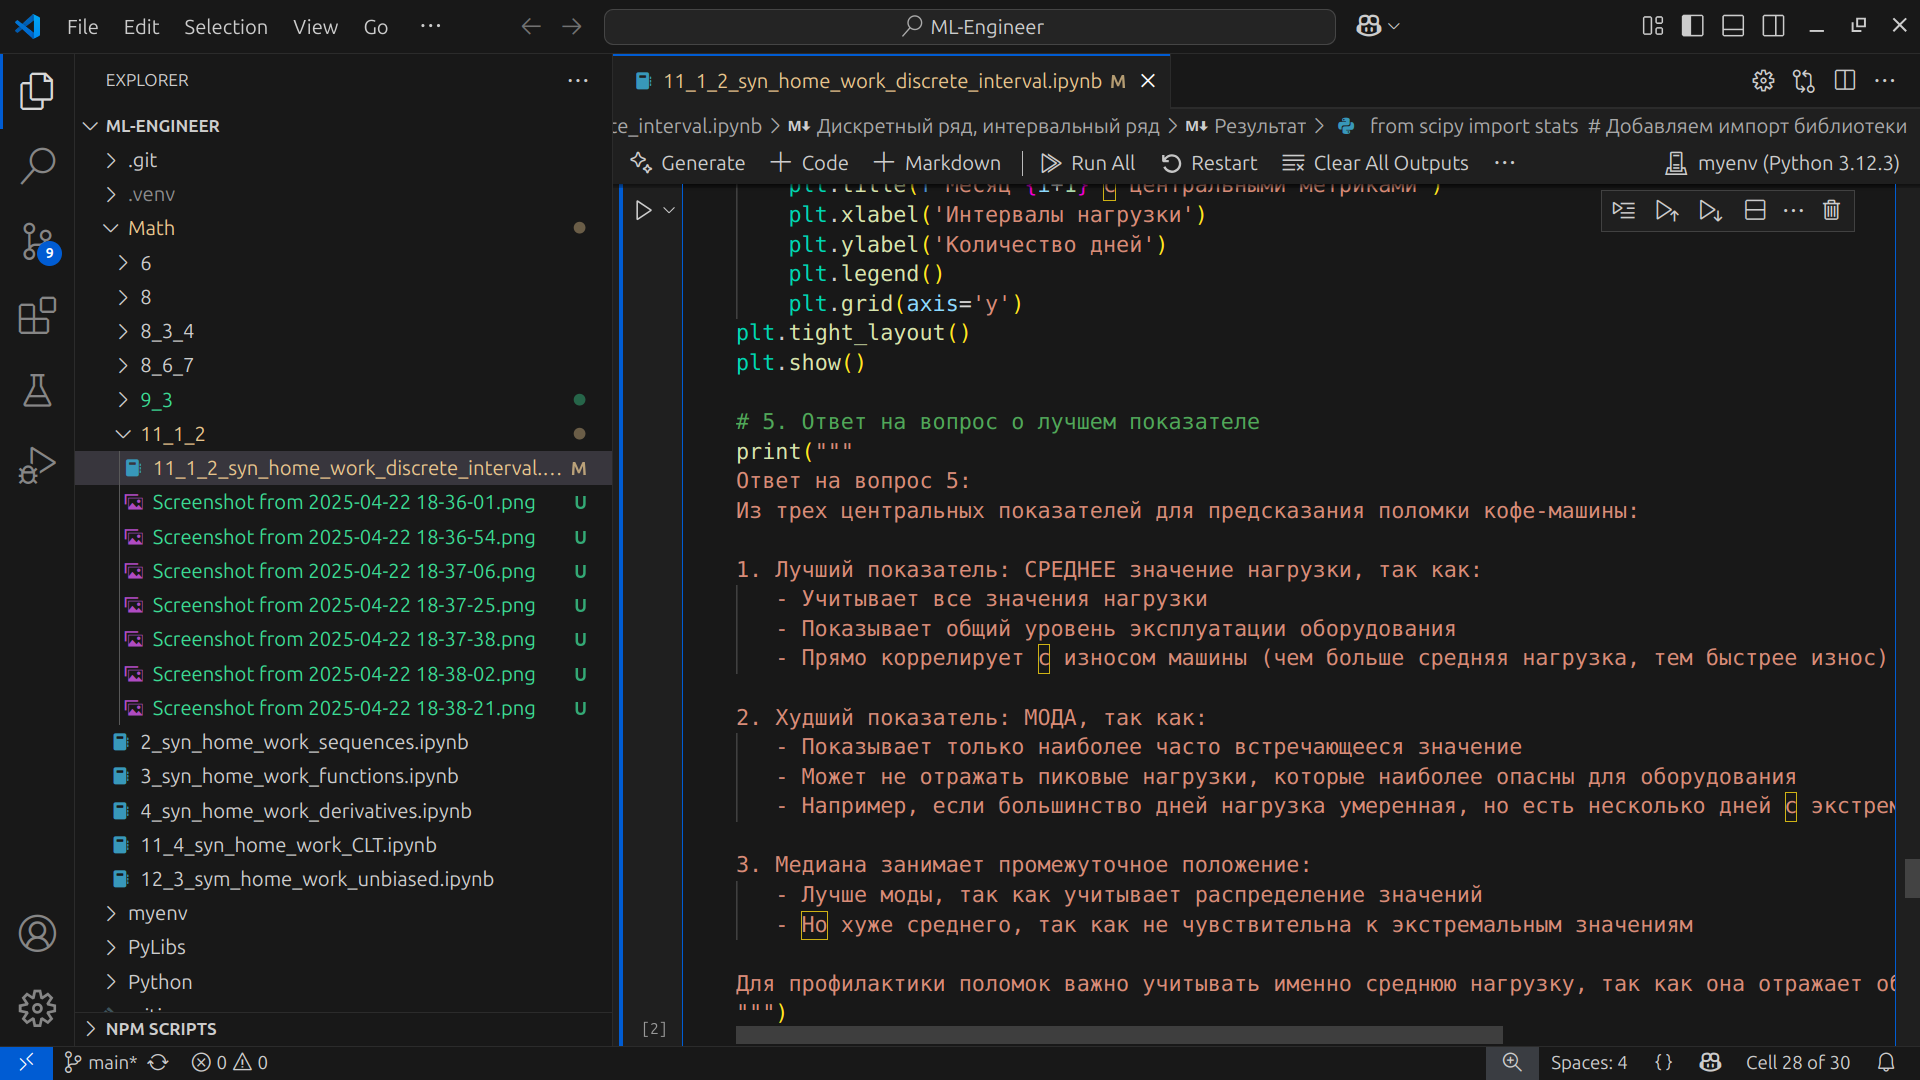 File Edit Selection View Go ···
ML-Engineer
EXPLORER
ML-ENGINEER
.git
.venv
Math
6
8
8_3_4
8_6_7
9_3
11_1_2
11_1_2_syn_home_work_discrete_interval.... M
Screenshot from 2025-04-22 18-36-01.png U
Screenshot from 2025-04-22 18-36-54.png U
Screenshot from 2025-04-22 18-37-06.png U
Screenshot from 2025-04-22 18-37-25.png U
Screenshot from 2025-04-22 18-37-38.png U
Screenshot from 2025-04-22 18-38-02.png U
Screenshot from 2025-04-22 18-38-21.png U
2_syn_home_work_sequences.ipynb
3_syn_home_work_functions.ipynb
4_syn_home_work_derivatives.ipynb
11_4_syn_home_work_CLT.ipynb
12_3_sym_home_work_unbiased.ipynb
myenv
PyLibs
Python
NPM SCRIPTS
9
11_1_2_syn_home_work_discrete_interval.ipynb M
ce_interval.ipynb > M↓ Дискретный ряд, интервальный ряд > M↓ Результат > from scipy import stats # Добавляем импорт библиотеки
Generate + Code + Markdown Run All Restart Clear All Outputs ··· myenv (Python 3.12.3)
plt.title(f'Месяц {i+1} с центральными метриками')
plt.xlabel('Интервалы нагрузки')
plt.ylabel('Количество дней')
plt.legend()
plt.grid(axis='y')
plt.tight_layout()
plt.show()
# 5. Ответ на вопрос о лучшем показателе
print("""
Ответ на вопрос 5:
Из трех центральных показателей для предсказания поломки кофе-машины:
1. Лучший показатель: СРЕДНЕЕ значение нагрузки, так как:
- Учитывает все значения нагрузки
- Показывает общий уровень эксплуатации оборудования
- Прямо коррелирует с износом машины (чем больше средняя нагрузка, тем быстрее износ)
2. Худший показатель: МОДА, так как:
- Показывает только наиболее часто встречающееся значение
- Может не отражать пиковые нагрузки, которые наиболее опасны для оборудования
- Например, если большинство дней нагрузка умеренная, но есть несколько дней с экстрем
3. Медиана занимает промежуточное положение:
- Лучше моды, так как учитывает распределение значений
- Но хуже среднего, так как не чувствительна к экстремальным значениям
Для профилактики поломок важно учитывать именно среднюю нагрузку, так как она отражает об
""")
[2]
main* 0 0 Spaces: 4 {} Cell 28 of 30